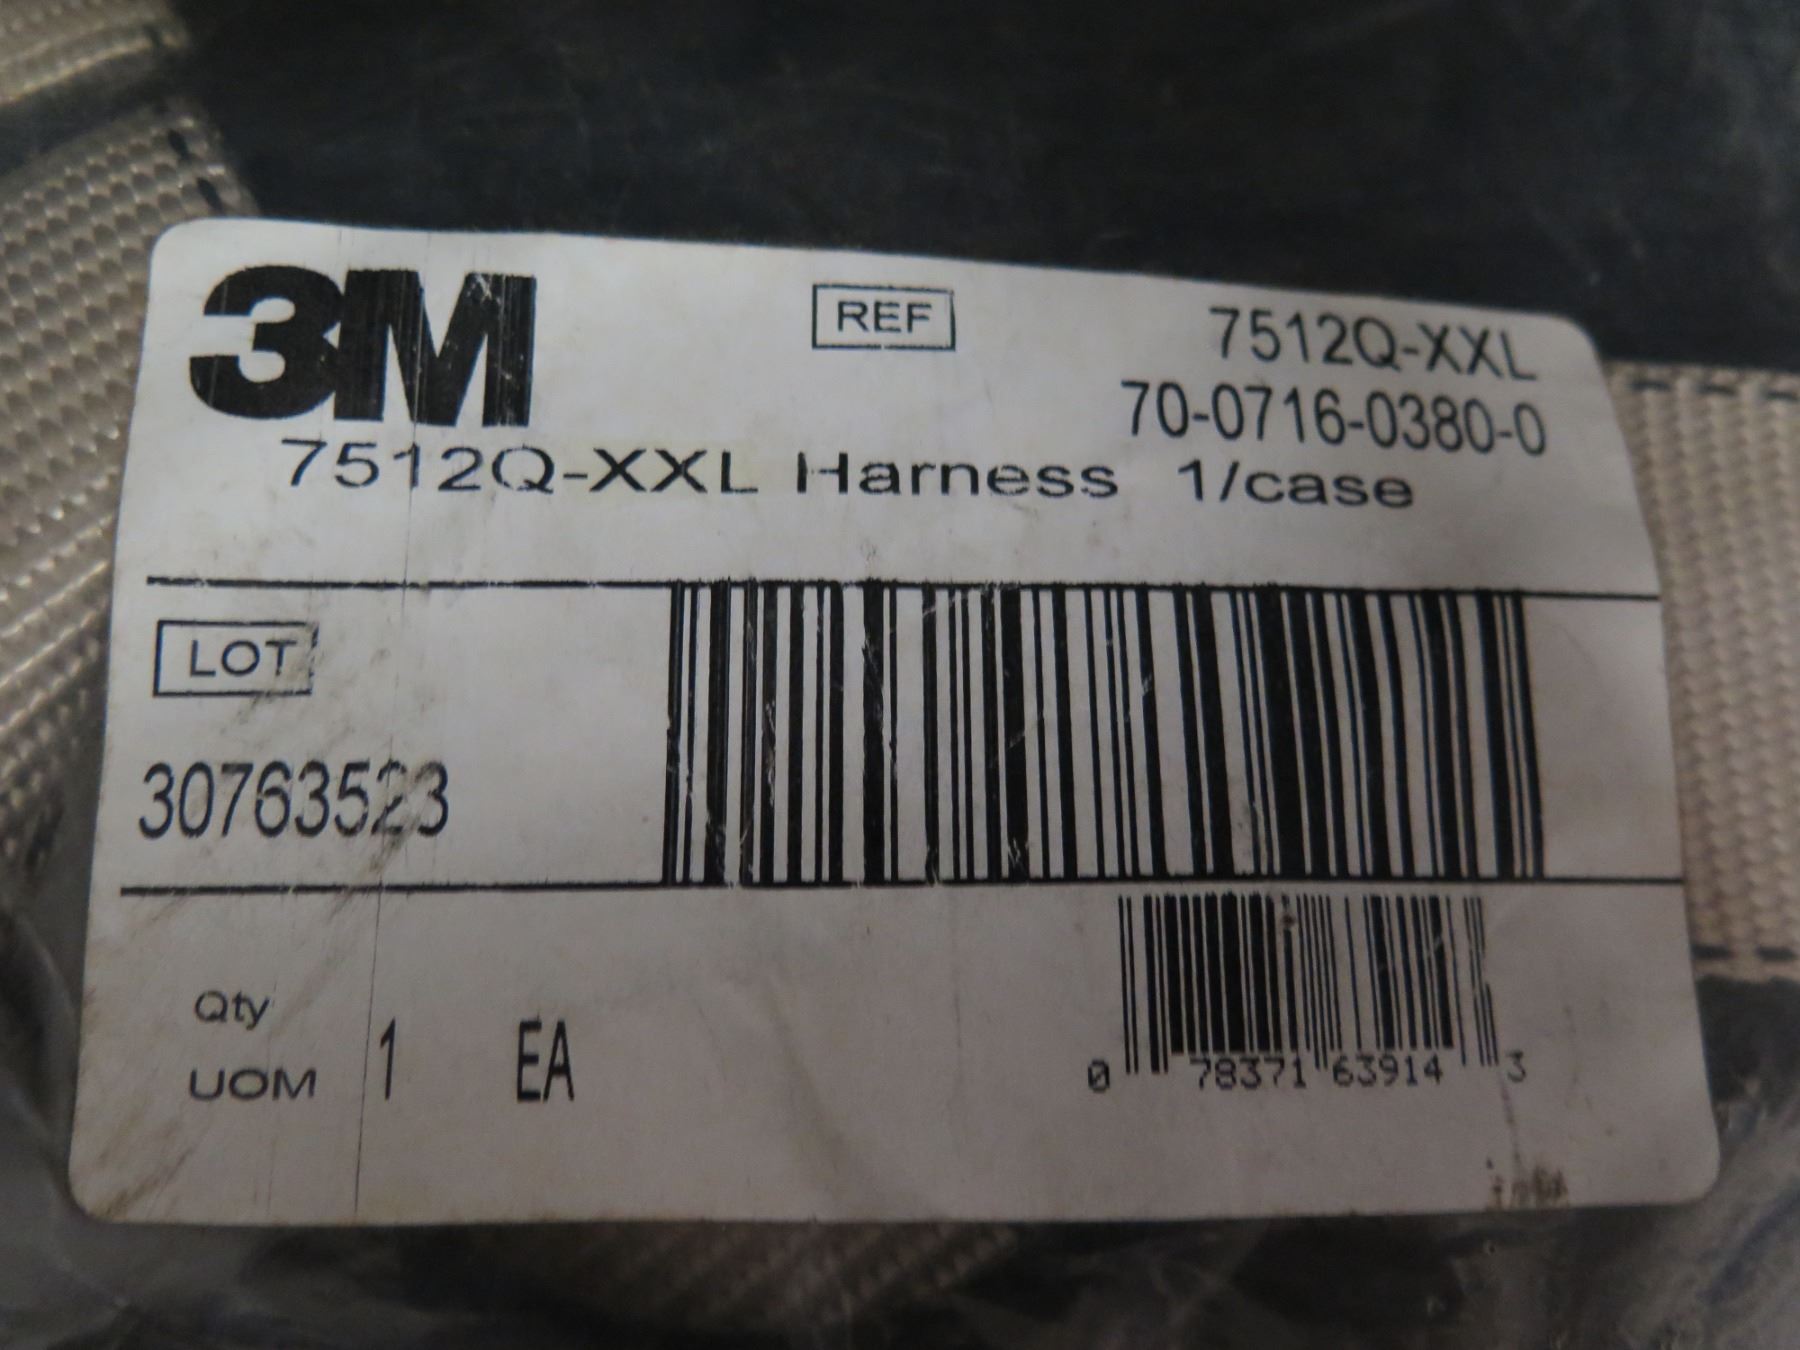 3M
REF
7512Q-XXL
70-0716-0380-0
7512Q-XXL Harness 1/case
LOT
30763523
Qty
UOM 1 EA
0 78371 63914 3